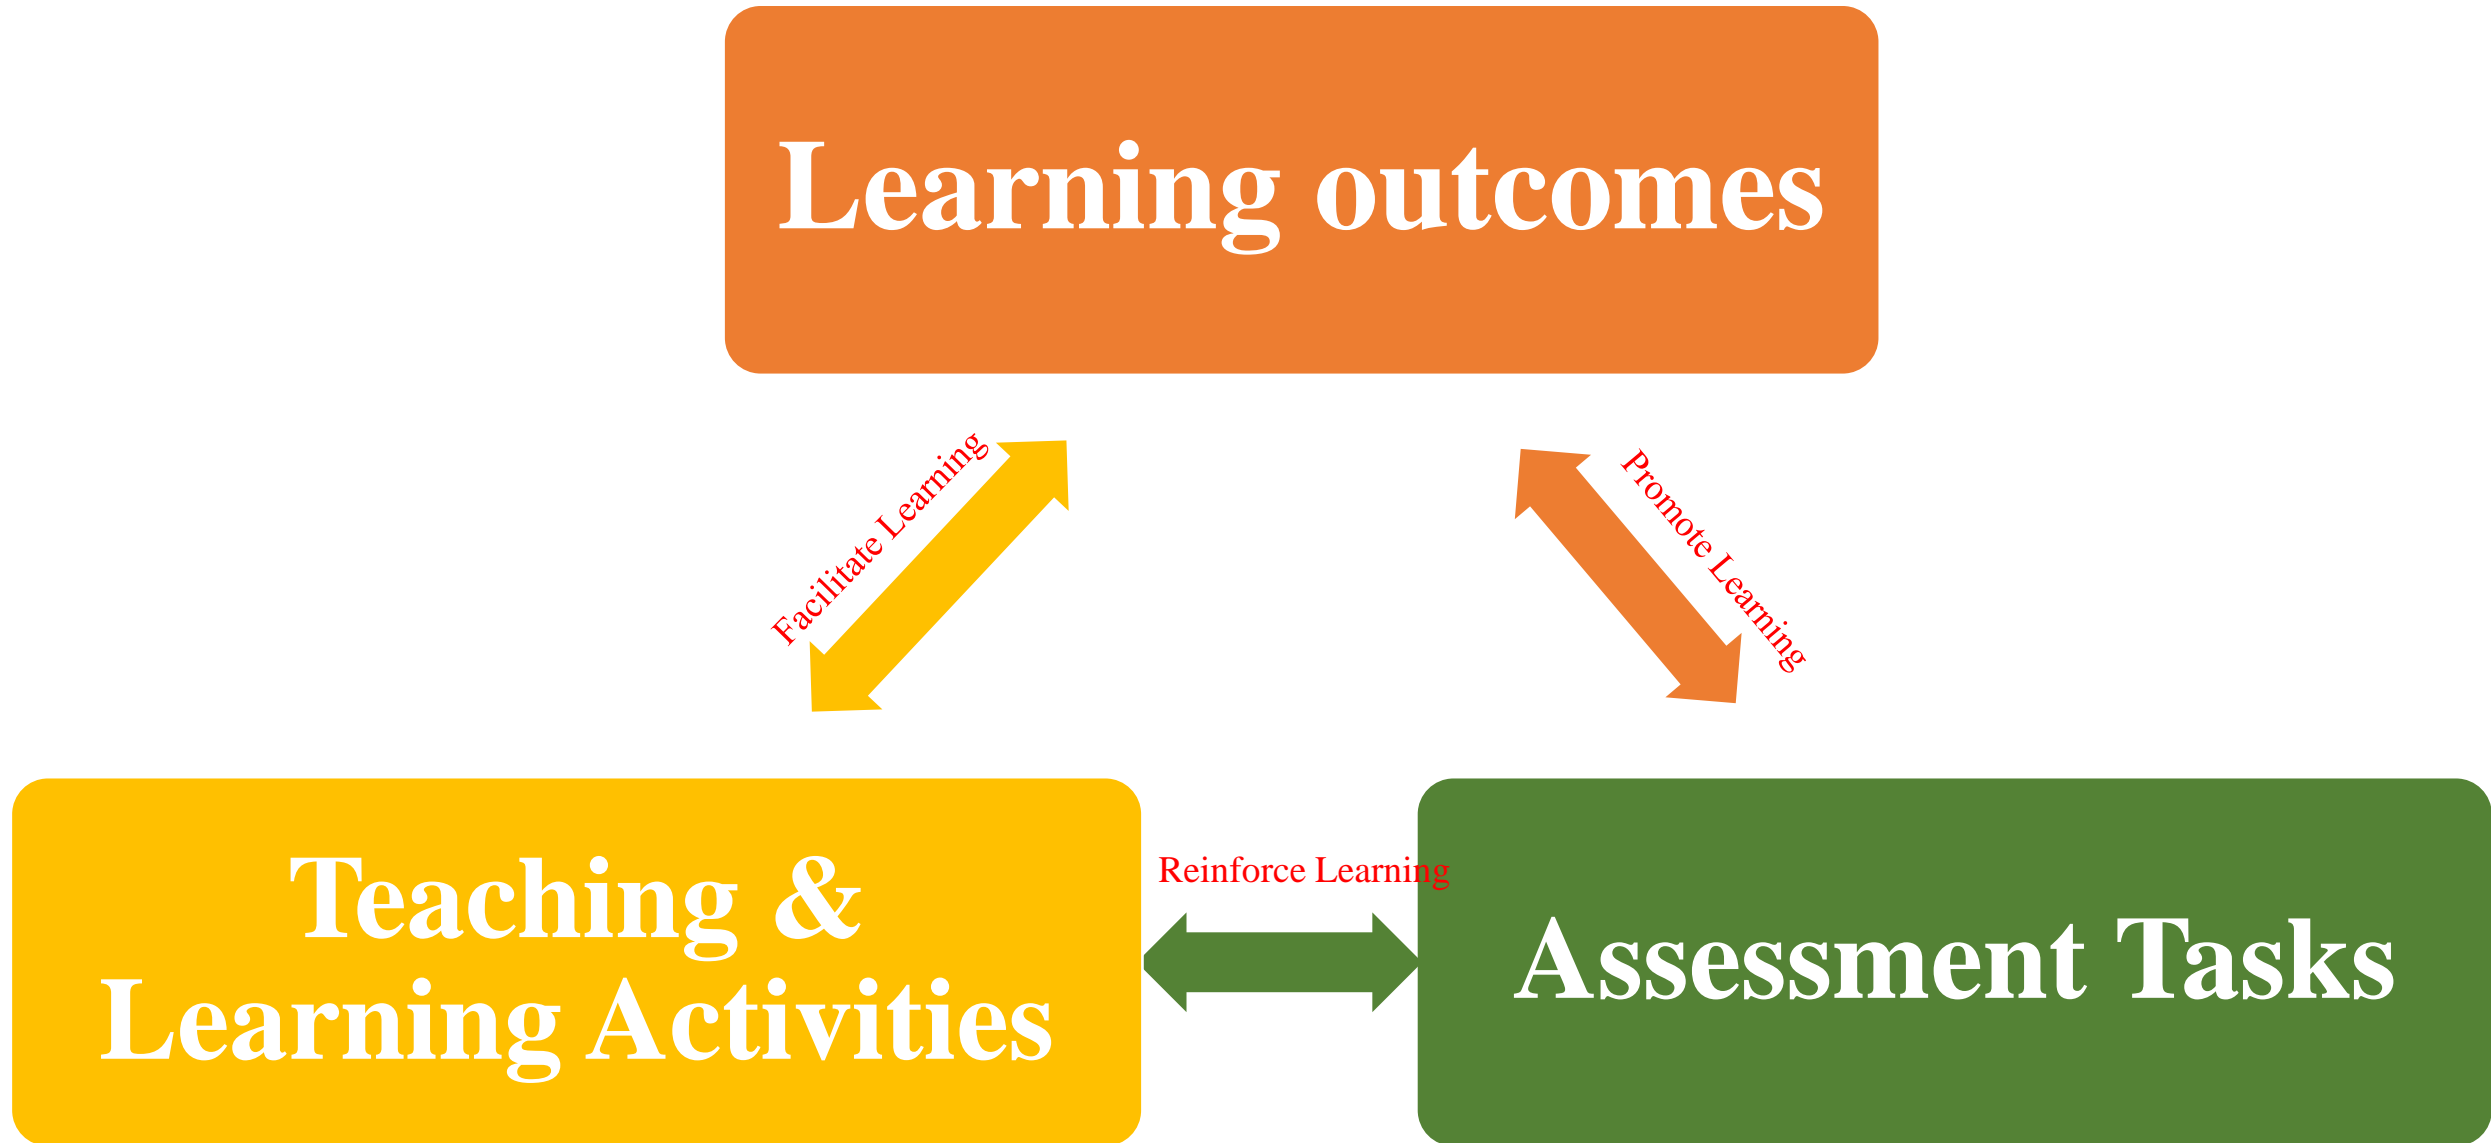 Learning outcomes
Facilitate Learning
Promote Learning
Teaching &
Learning Activities
Reinforce Learning
Assessment Tasks